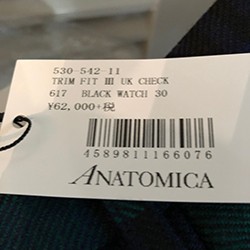 530-542-11
TRIM FIT Ⅲ UK CHECK
617 BLACK WATCH 30
¥62,000+税
4589811166076
ANATOMICA